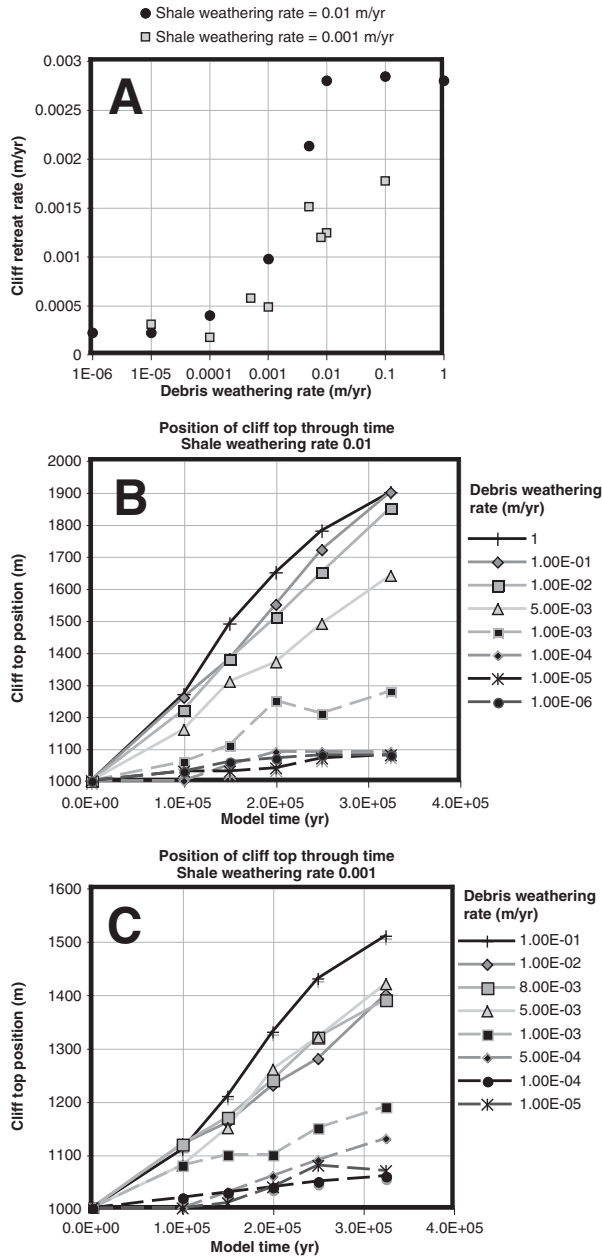 Shale weathering rate = 0.01 m/yr
Shale weathering rate = 0.001 m/yr
A
Cliff retreat rate (m/yr)
0.003
0.0025
0.002
0.0015
0.001
0.0005
0
1E-06 1E-05 0.0001 0.001 0.01 0.1 1
Debris weathering rate (m/yr)
Position of cliff top through time
Shale weathering rate 0.01
B
Cliff top position (m)
2000
1900
1800
1700
1600
1500
1400
1300
1200
1100
1000
0.0E+00 1.0E+05 2.0E+05 3.0E+05 4.0E+05
Model time (yr)
Debris weathering
rate (m/yr)
1
1.00E-01
1.00E-02
5.00E-03
1.00E-03
1.00E-04
1.00E-05
1.00E-06
Position of cliff top through time
Shale weathering rate 0.001
C
Cliff top position (m)
1600
1500
1400
1300
1200
1100
1000
0.0E+00 1.0E+05 2.0E+05 3.0E+05 4.0E+05
Model time (yr)
Debris weathering
rate (m/yr)
1.00E-01
1.00E-02
8.00E-03
5.00E-03
1.00E-03
5.00E-04
1.00E-04
1.00E-05